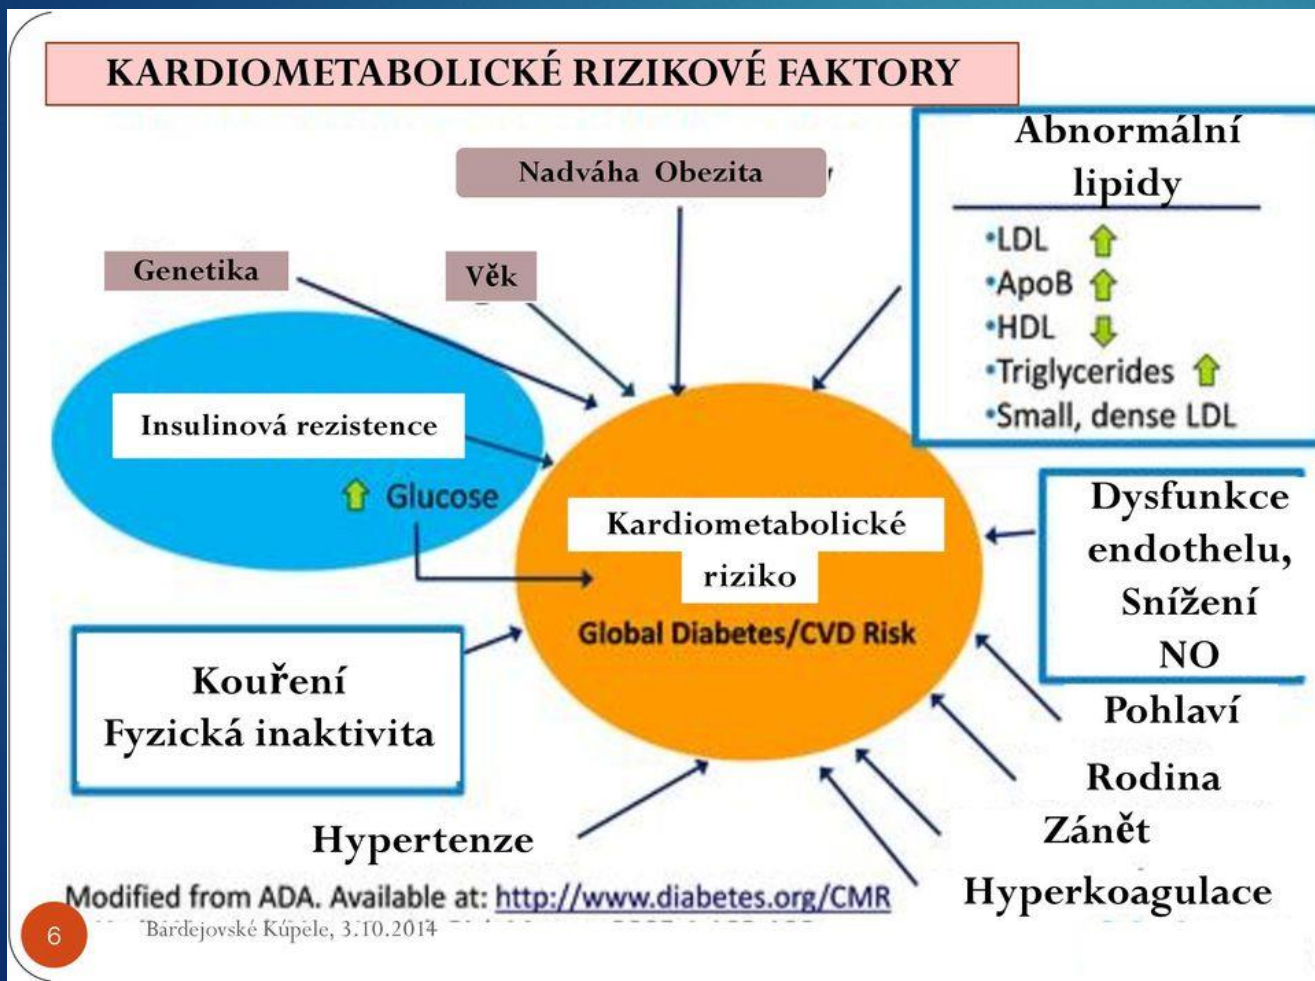 KARDIOMETABOLICKÉ RIZIKOVÉ FAKTORY
Nadváha Obezita
Genetika
Věk
Abnormální
lipidy
•LDL
•ApoB
•HDL
•Triglycerides
•Small, dense LDL
Insulinová rezistence
Glucose
Kardiometabolické
riziko
Global Diabetes/CVD Risk
Dysfunkce
endothelu,
Snížení
NO
Kouření
Fyzická inaktivita
Pohlaví
Rodina
Zánět
Hyperkoagulace
Hypertenze
Modified from ADA. Available at: http://www.diabetes.org/CMR
6
Bardejovské Kúpele, 3.10.2014